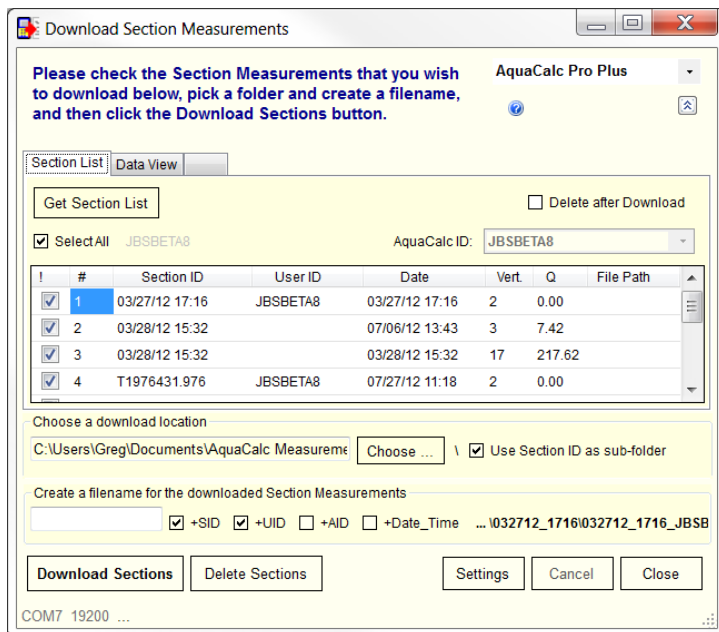 Download Section Measurements
Please check the Section Measurements that you wish
to download below, pick a folder and create a filename,
and then click the Download Sections button.
AquaCalc Pro Plus
Section List Data View
Get Section List
Delete after Download
Select All JBSBETA8 AquaCalc ID: JBSBETA8
! # Section ID User ID Date Vert. Q File Path
1 03/27/12 17:16 JBSBETA8 03/27/12 17:16 2 0.00
2 03/28/12 15:32 07/06/12 13:43 3 7.42
3 03/28/12 15:32 03/28/12 15:32 17 217.62
4 T1976431.976 JBSBETA8 07/27/12 11:18 2 0.00
Choose a download location
C:\Users\Greg\Documents\AquaCalc Measureme Choose ... \ Use Section ID as sub-folder
Create a filename for the downloaded Section Measurements
+SID +UID +AID +Date_Time ... \032712_1716\032712_1716_JBSB
Download Sections Delete Sections Settings Cancel Close
COM7 19200 ...